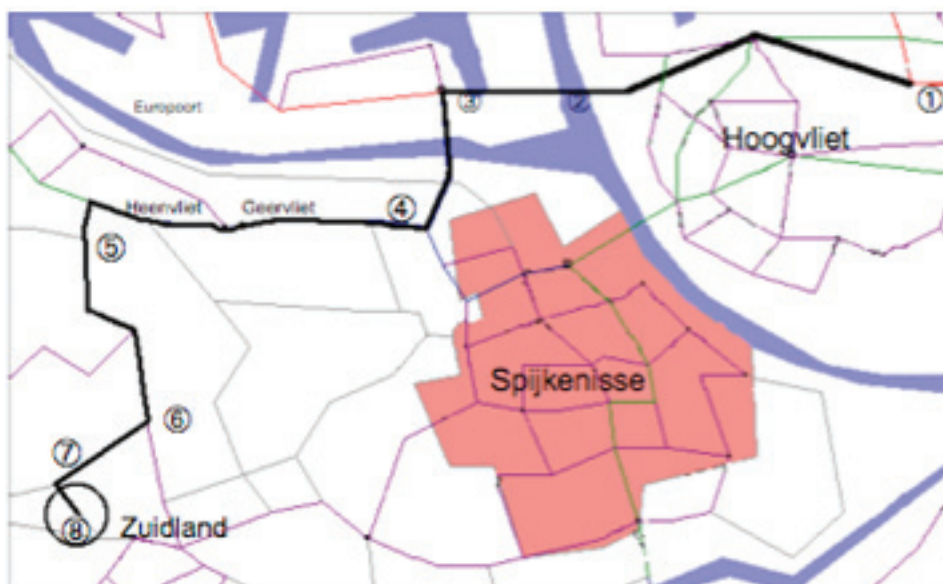 ①
③
②
Hoogvliet
Europoort
Heenvliet
Geervliet
④
⑤
Spijkenisse
⑥
⑦
⑧
Zuidland